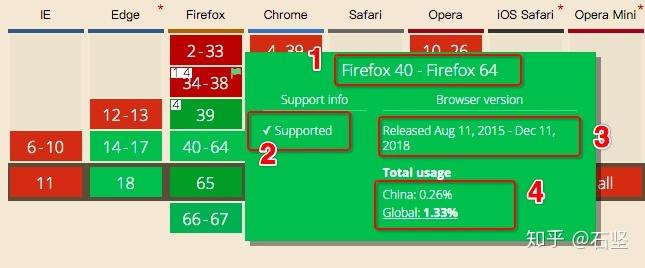 IE Edge * Firefox Chrome Safari Opera iOS Safari * Opera Mini *
2-33 4-39 10-26
1 Firefox 40 - Firefox 64
1 4 34-38 Support info Browser version
12-13 4 39 ✔ Supported Released Aug 11, 2015 - Dec 11, 3
6-10 14-17 40-64 2 2018
Total usage
11 18 65 China: 0.26% 4 all
Global: 1.33%
66-67
知乎 @石坚